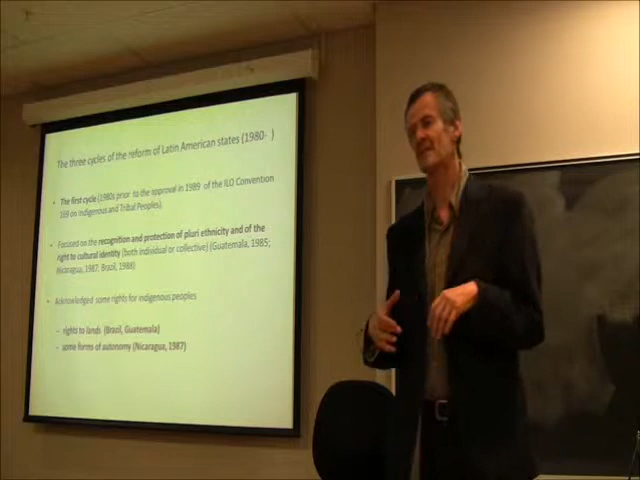 The three cycles of the reform of Latin American states (1980- )
• The first cycle (1980s prior to the approval in 1989 of the ILO Convention
169 on Indigenous and Tribal Peoples)
• Focused on the recognition and protection of pluri ethnicity and of the
right to cultural identity (both individual or collective) (Guatemala, 1985;
Nicaragua, 1987; Brazil, 1988)
• Acknowledged some rights for indigenous peoples
- rights to lands (Brazil, Guatemala)
- some forms of autonomy (Nicaragua, 1987)